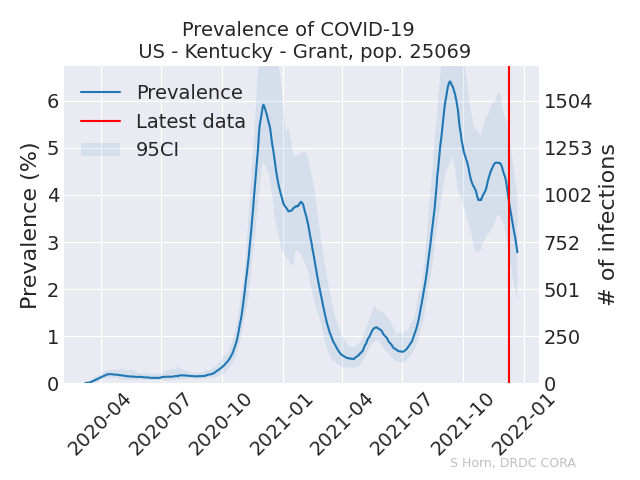 Prevalence of COVID-19
US - Kentucky - Grant, pop. 25069
Prevalence
Latest data
95CI
Prevalence (%)
6
5
4
3
2
1
0
1504
1253
1002
752
501
250
0
# of infections
2020-04
2020-07
2020-10
2021-01
2021-04
2021-07
2021-10
2022-01
S Horn, DRDC CORA